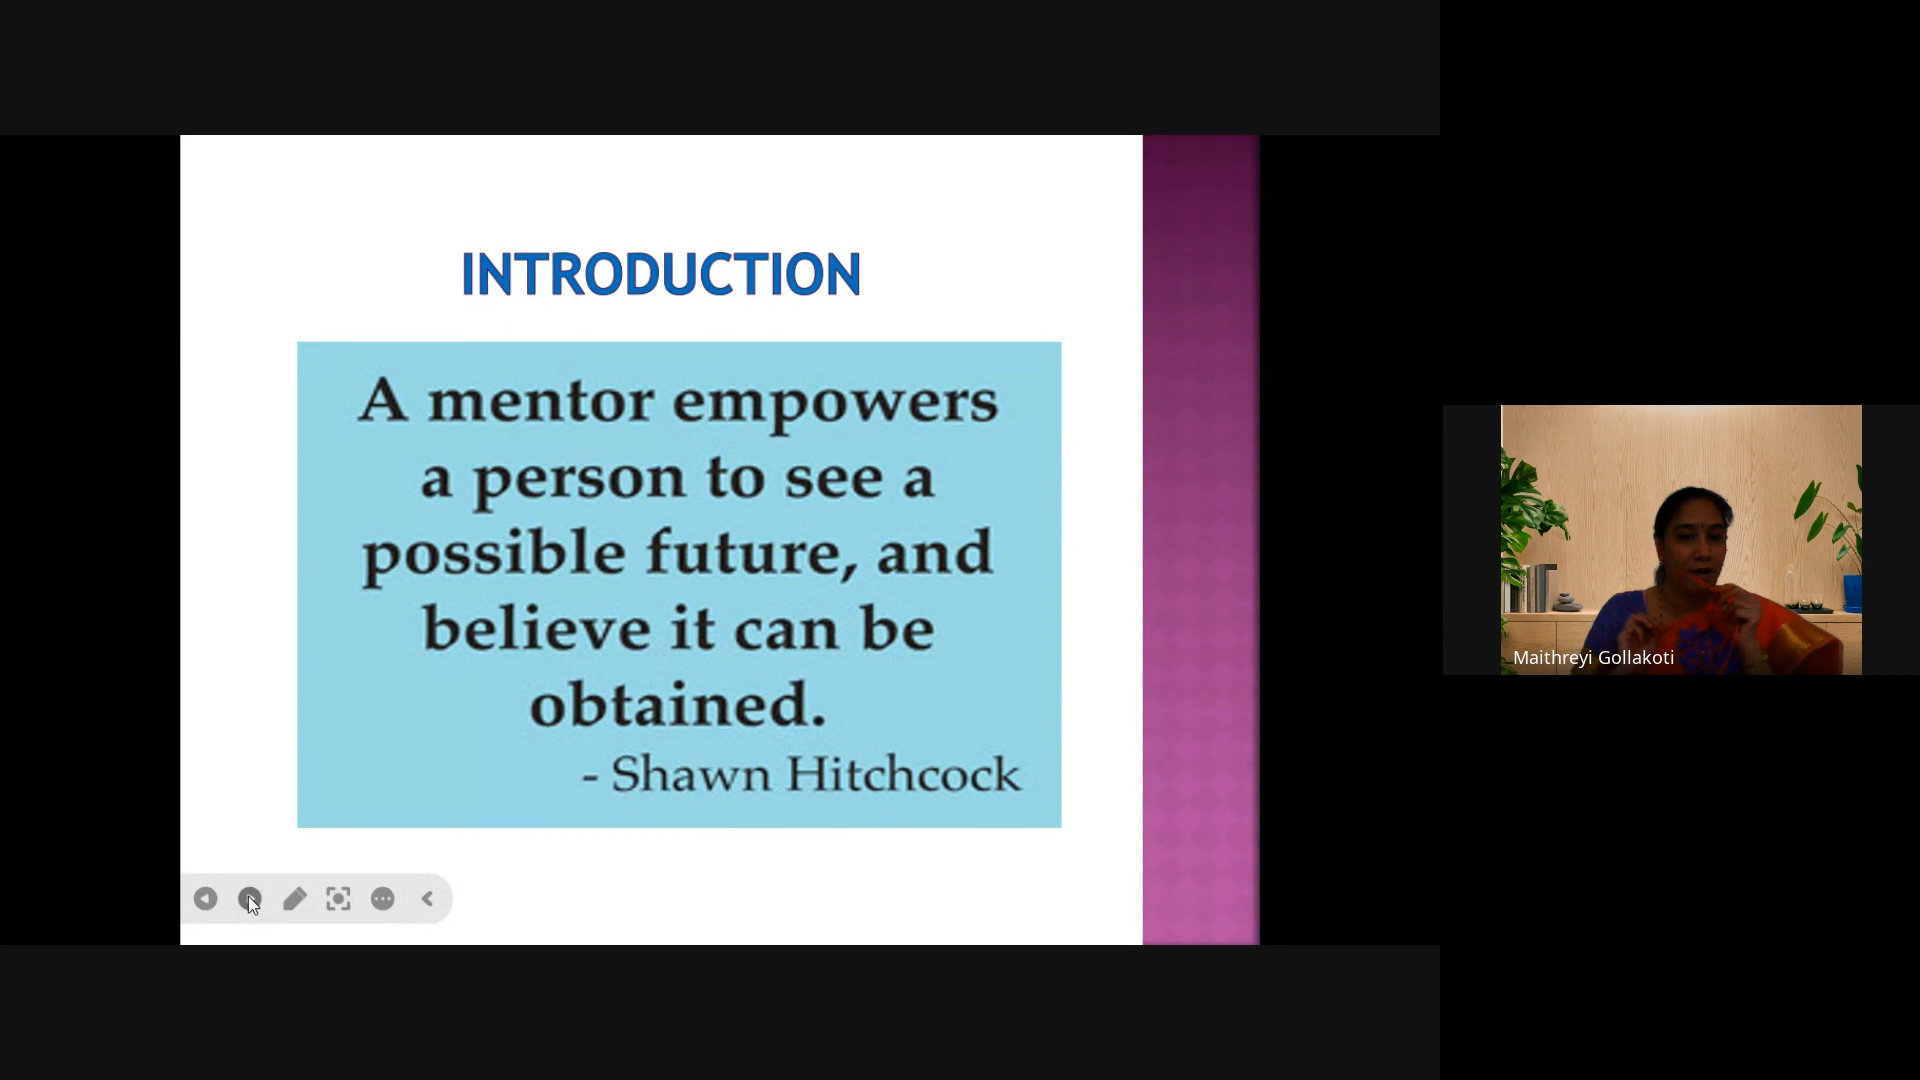 INTRODUCTION
A mentor empowers
a person to see a
possible future, and
believe it can be
obtained.
- Shawn Hitchcock
Maithreyi Gollakoti